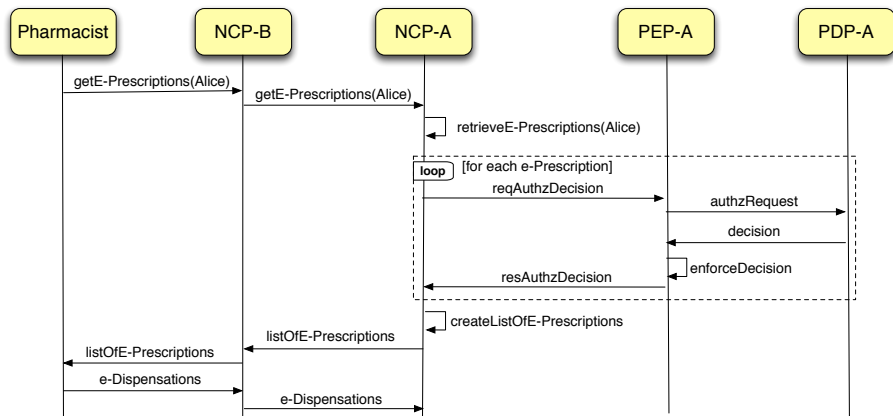 Pharmacist NCP-B NCP-A PEP-A PDP-A
getE-Prescriptions(Alice)
getE-Prescriptions(Alice)
retrieveE-Prescriptions(Alice)
loop [for each e-Prescription]
reqAuthzDecision
authzRequest
decision
enforceDecision
resAuthzDecision
createListOfE-Prescriptions
listOfE-Prescriptions
listOfE-Prescriptions
e-Dispensations
e-Dispensations